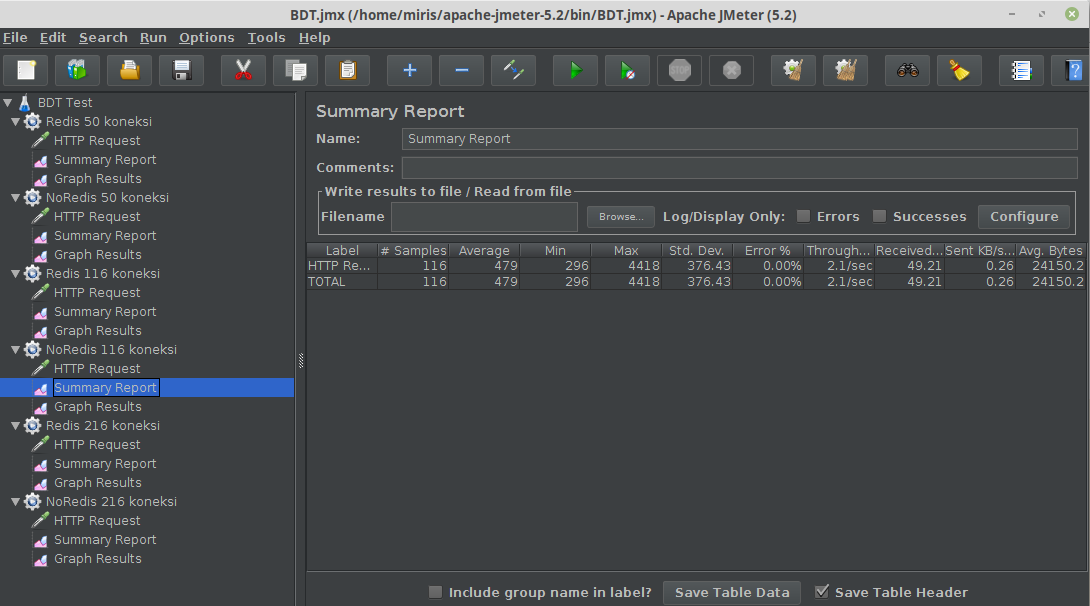 BDT.jmx (/home/miris/apache-jmeter-5.2/bin/BDT.jmx) - Apache JMeter (5.2)
File Edit Search Run Options Tools Help
STOP
BDT Test
Redis 50 koneksi
HTTP Request
Summary Report
Graph Results
NoRedis 50 koneksi
HTTP Request
Summary Report
Graph Results
Redis 116 koneksi
HTTP Request
Summary Report
Graph Results
NoRedis 116 koneksi
HTTP Request
Summary Report
Graph Results
Redis 216 koneksi
HTTP Request
Summary Report
Graph Results
NoRedis 216 koneksi
HTTP Request
Summary Report
Graph Results
Summary Report
Name: Summary Report
Comments:
Write results to file / Read from file
Filename Browse... Log/Display Only: Errors Successes Configure
Label # Samples Average Min Max Std. Dev. Error % Through... Received... Sent KB/s... Avg. Bytes
HTTP Re... 116 479 296 4418 376.43 0.00% 2.1/sec 49.21 0.26 24150.2
TOTAL 116 479 296 4418 376.43 0.00% 2.1/sec 49.21 0.26 24150.2
Include group name in label? Save Table Data Save Table Header